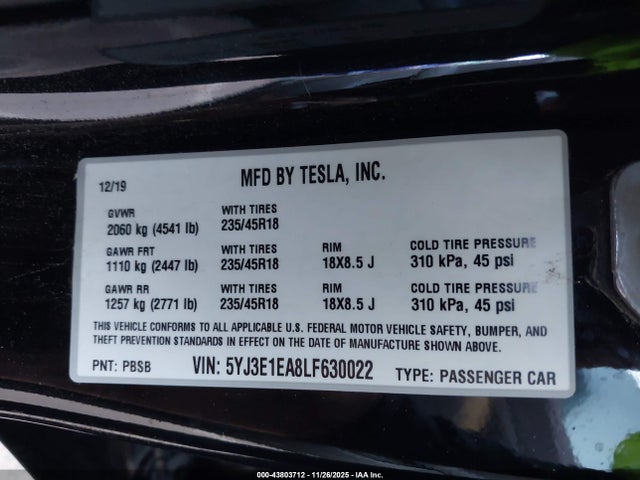 12/19 MFD BY TESLA, INC.
GVWR WITH TIRES
2060 kg (4541 lb) 235/45R18
GAWR FRT WITH TIRES RIM COLD TIRE PRESSURE
1110 kg (2447 lb) 235/45R18 18X8.5 J 310 kPa, 45 psi
GAWR RR WITH TIRES RIM COLD TIRE PRESSURE
1257 kg (2771 lb) 235/45R18 18X8.5 J 310 kPa, 45 psi
THIS VEHICLE CONFORMS TO ALL APPLICABLE U.S. FEDERAL MOTOR VEHICLE SAFETY, BUMPER, AND
THEFT PREVENTION STANDARDS IN EFFECT ON THE DATE OF MANUFACTURE SHOWN ABOVE.
PNT: PBSB VIN: 5YJ3E1EA8LF630022 TYPE: PASSENGER CAR
000-43803712 - 11/26/2025 - IAA Inc.